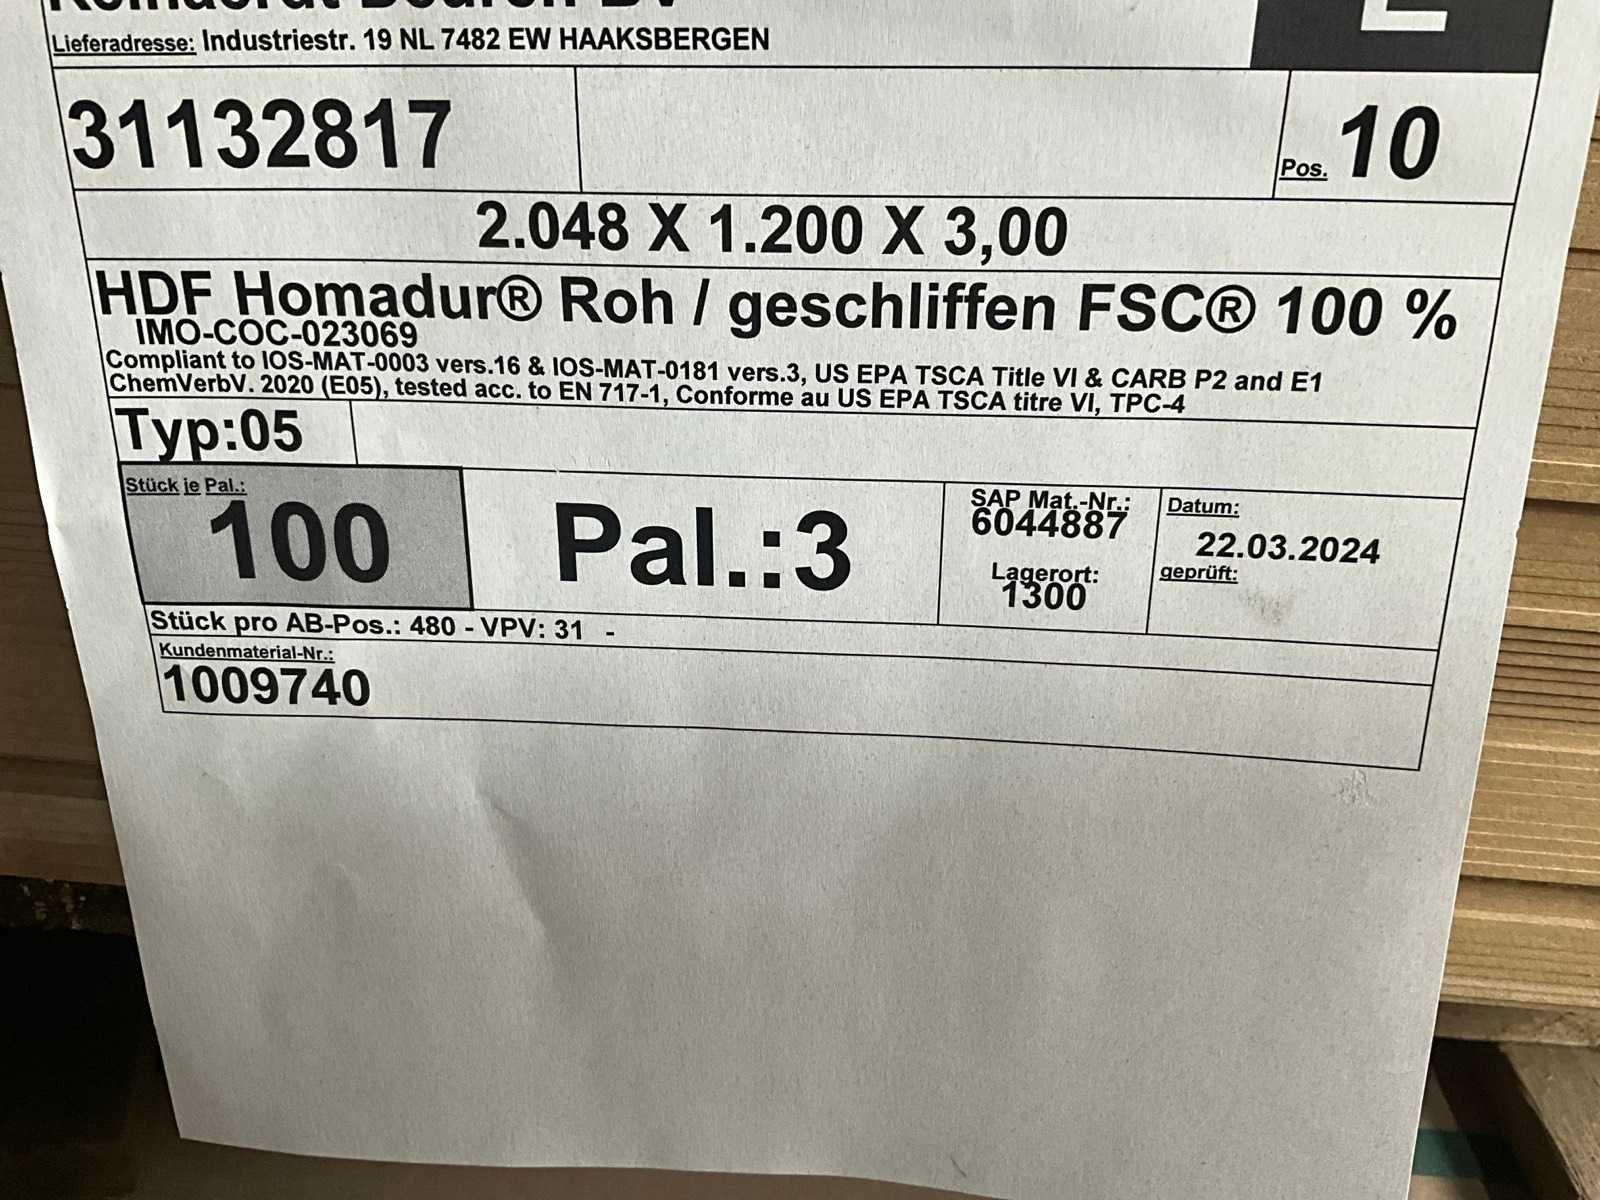 Lieferadresse: Industriestr. 19 NL 7482 EW HAAKSBERGEN
31132817
Pos. 10
2.048 X 1.200 X 3,00
HDF Homadur® Roh / geschliffen FSC® 100 %
IMO-COC-023069
Compliant to IOS-MAT-0003 vers.16 & IOS-MAT-0181 vers.3, US EPA TSCA Title VI & CARB P2 and E1
ChemVerbV. 2020 (E05), tested acc. to EN 717-1, Conforme au US EPA TSCA titre VI, TPC-4
Typ:05
Stück je Pal.:
100
Pal.:3
SAP Mat.-Nr.:
6044887
Lagerort:
1300
Datum:
22.03.2024
geprüft:
Stück pro AB-Pos.: 480 - VPV: 31 -
Kundenmaterial-Nr.:
1009740